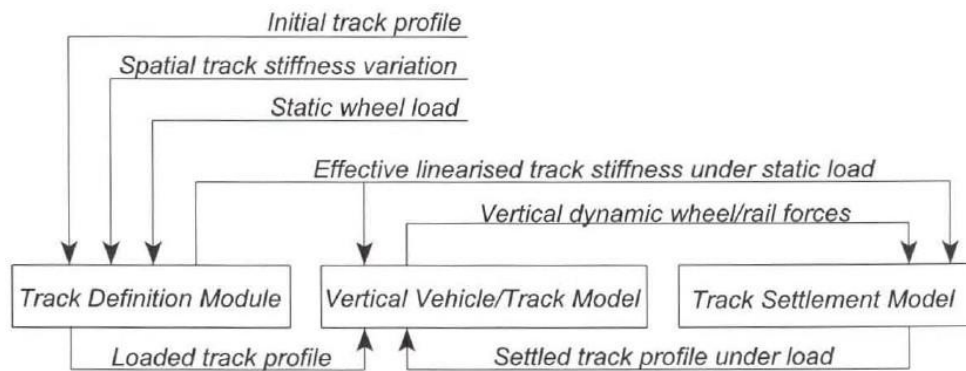 Initial track profile
Spatial track stiffness variation
Static wheel load
Effective linearised track stiffness under static load
Vertical dynamic wheel/rail forces
Track Definition Module
Vertical Vehicle/Track Model
Track Settlement Model
Loaded track profile
Settled track profile under load